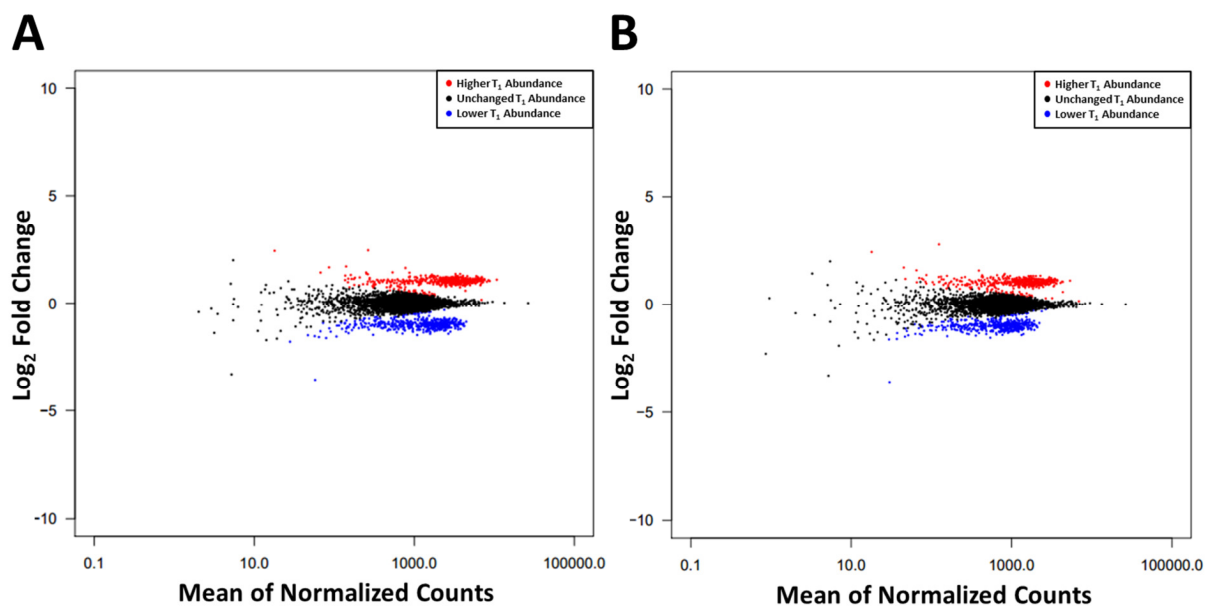 A
10
5
0
−5
−10
Log2 Fold Change
Higher T1 Abundance
Unchanged T1 Abundance
Lower T1 Abundance
0.1 10.0 1000.0 100000.0
Mean of Normalized Counts
B
10
5
0
−5
−10
Log2 Fold Change
Higher T1 Abundance
Unchanged T1 Abundance
Lower T1 Abundance
0.1 10.0 1000.0 100000.0
Mean of Normalized Counts